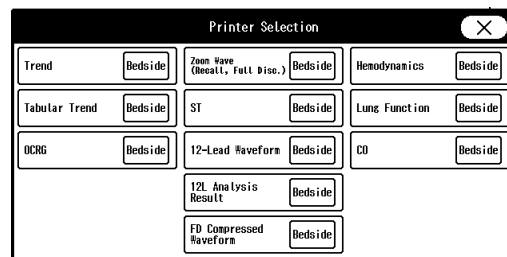 Printer Selection
Trend Bedside
Zoom Wave
(Recall, Full Disc.) Bedside
Hemodynamics Bedside
Tabular Trend Bedside
ST Bedside
Lung Function Bedside
OCRG Bedside
12-Lead Waveform Bedside
CO Bedside
12L Analysis
Result Bedside
FD Compressed
Waveform Bedside